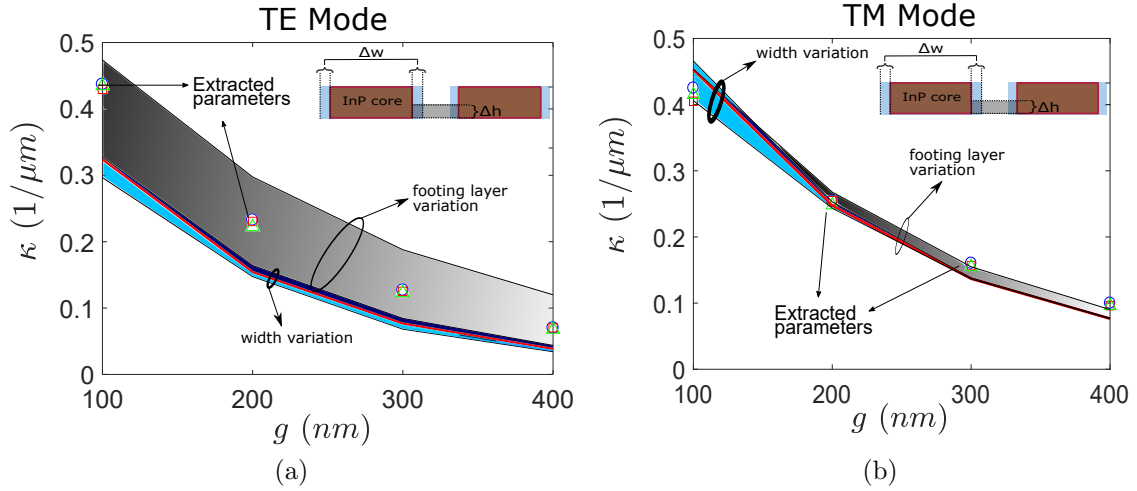 TE Mode
0.5
0.4
0.3
0.2
0.1
0
κ (1/μm)
100
200
300
400
g (nm)
Extracted
parameters
Δw
InP core
Δh
footing layer
variation
width variation
(a)
TM Mode
0.5
0.4
0.3
0.2
0.1
0
κ (1/μm)
100
200
300
400
g (nm)
width variation
Δw
InP core
Δh
footing layer
variation
Extracted
parameters
(b)